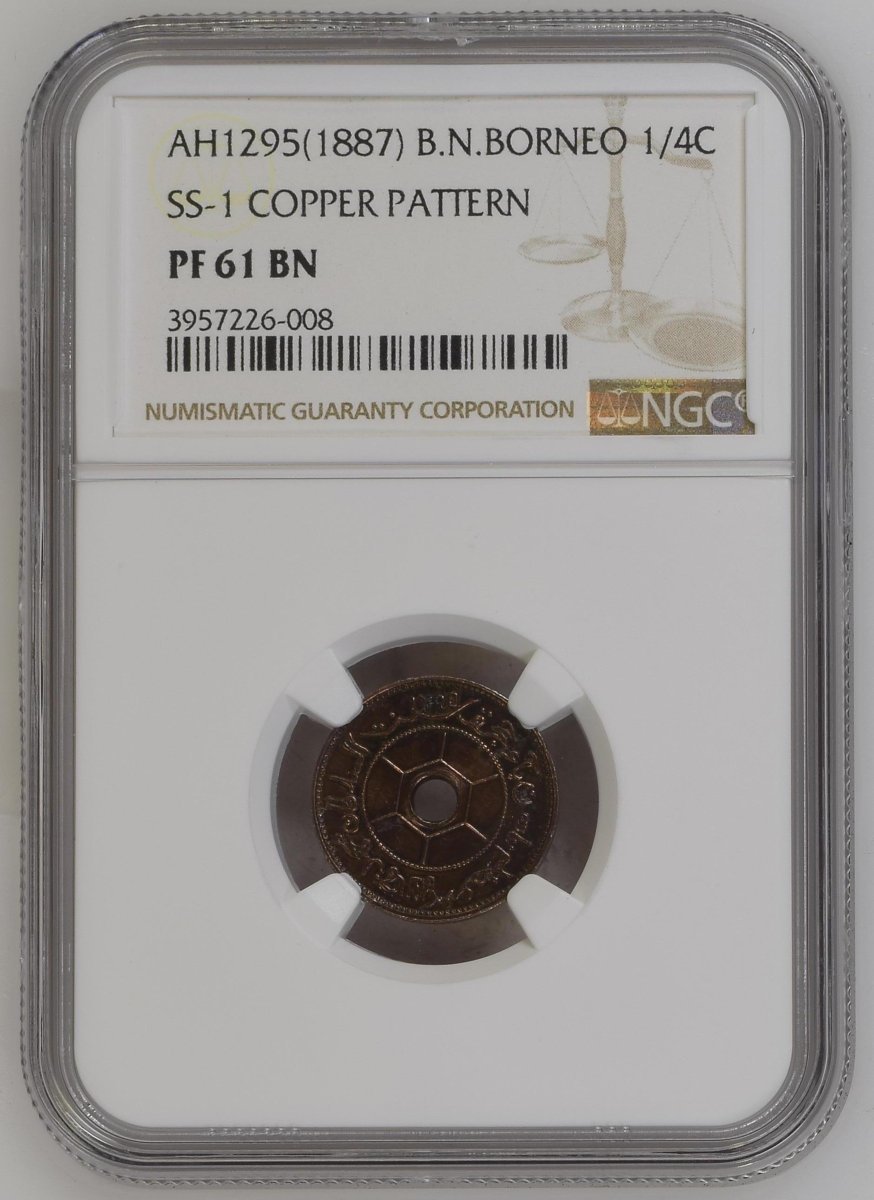 AH1295(1887) B.N.BORNEO 1/4C
SS-1 COPPER PATTERN
PF 61 BN
3957226-008
NUMISMATIC GUARANTY CORPORATION
NGC®